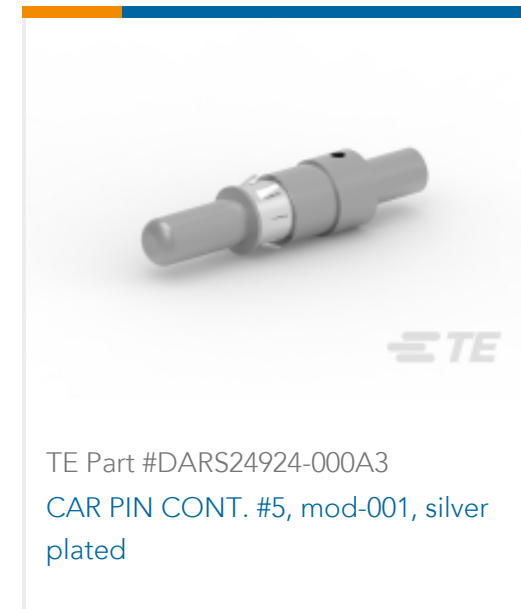 TE
TE Part #DARS24924-000A3
CAR PIN CONT. #5, mod-001, silver
plated